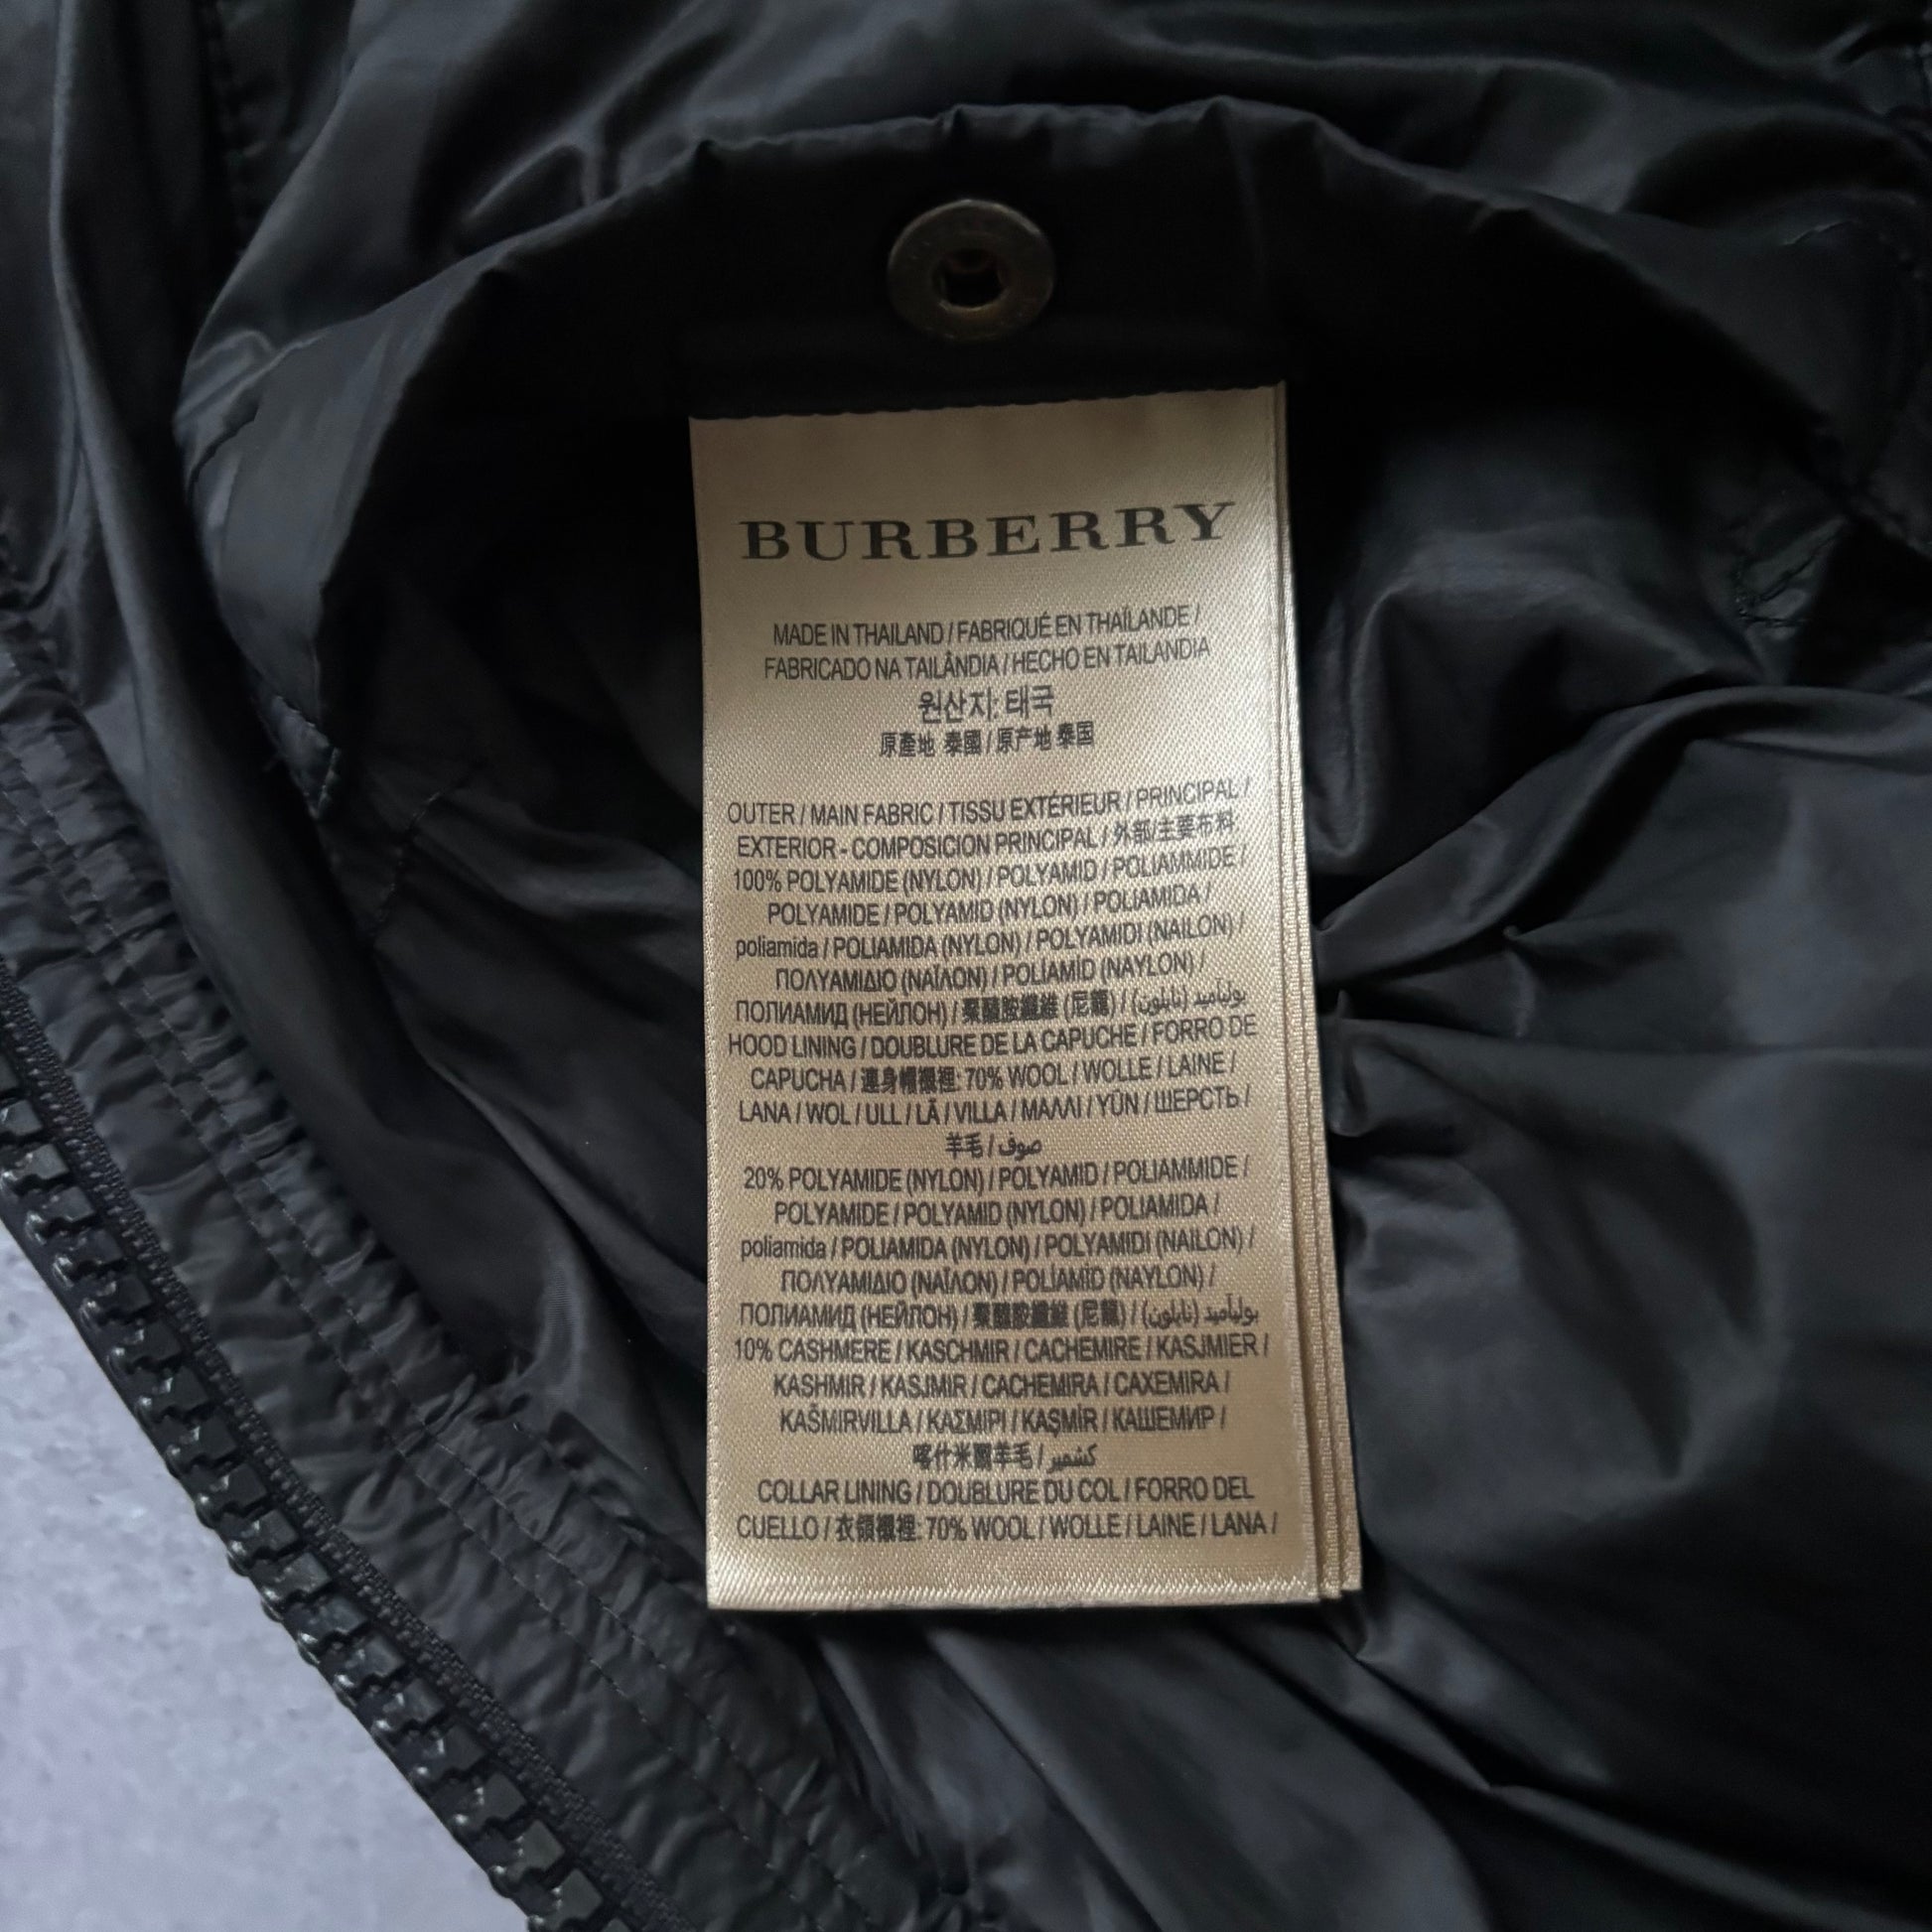 BURBERRY
MADE IN THAILAND / FABRIQUÉ EN THAÏLANDE /
FABRICADO NA TAILÂNDIA / HECHO EN TAILANDIA
원산지: 태국
原產地 泰國 / 原产地 泰国
OUTER / MAIN FABRIC / TISSU EXTÉRIEUR / PRINCIPAL /
EXTERIOR - COMPOSICION PRINCIPAL / 外部/主要布料:
100% POLYAMIDE (NYLON) / POLYAMID / POLIAMMIDE /
POLYAMIDE / POLYAMID (NYLON) / POLIAMIDA /
poliamida / POLIAMIDA (NYLON) / POLYAMIDI (NAILON) /
ΠΟΛΥΑΜΙΔΙΟ (ΝΑΪΛΟΝ) / POLİAMİD (NAYLON) /
ПОЛИАМИД (НЕЙЛОН) / 聚醯胺纖維 (尼龍) / بولیآمید (نایلون)
HOOD LINING / DOUBLURE DE LA CAPUCHE / FORRO DE
CAPUCHA / 連身帽襯裡: 70% WOOL / WOLLE / LAINE /
LANA / WOL / ULL / LÃ / VILLA / ΜΑΛΛΙ / YÜN / ШЕРСТЬ /
羊毛 / صوف
20% POLYAMIDE (NYLON) / POLYAMID / POLIAMMIDE /
POLYAMIDE / POLYAMID (NYLON) / POLIAMIDA /
poliamida / POLIAMIDA (NYLON) / POLYAMIDI (NAILON) /
ΠΟΛΥΑΜΙΔΙΟ (ΝΑΪΛΟΝ) / POLİAMİD (NAYLON) /
ПОЛИАМИД (НЕЙЛОН) / 聚醯胺纖維 (尼龍) / بولیآمید (نایلون)
10% CASHMERE / KASCHMIR / CACHEMIRE / KASJMIER /
KASHMIR / KASJMIR / CACHEMIRA / CAXEMIRA /
KAŠMIRVILLA / ΚΑΣΜΙΡΙ / KAŞMİR / КАШЕМИР /
喀什米爾羊毛 / كشمير
COLLAR LINING / DOUBLURE DU COL / FORRO DEL
CUELLO / 衣領襯裡: 70% WOOL / WOLLE / LAINE / LANA /